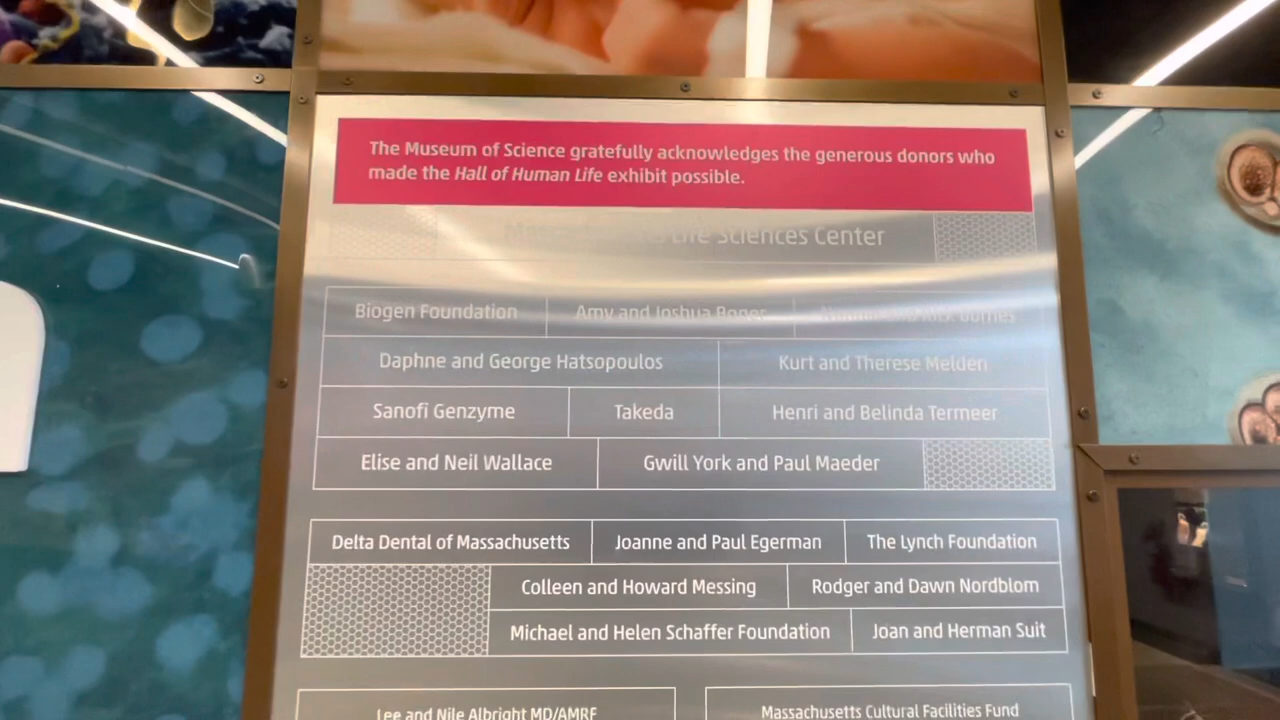 The Museum of Science gratefully acknowledges the generous donors who
made the Hall of Human Life exhibit possible.
Life Sciences Center
Biogen Foundation
Amy and Joshua Boger
Daphne and George Hatsopoulos
Kurt and Therese Melden
Sanofi Genzyme
Takeda
Henri and Belinda Termeer
Elise and Neil Wallace
Gwill York and Paul Maeder
Delta Dental of Massachusetts
Joanne and Paul Egerman
The Lynch Foundation
Colleen and Howard Messing
Rodger and Dawn Nordblom
Michael and Helen Schaffer Foundation
Joan and Herman Suit
Lee and Nile Albright MD/AMRF
Massachusetts Cultural Facilities Fund